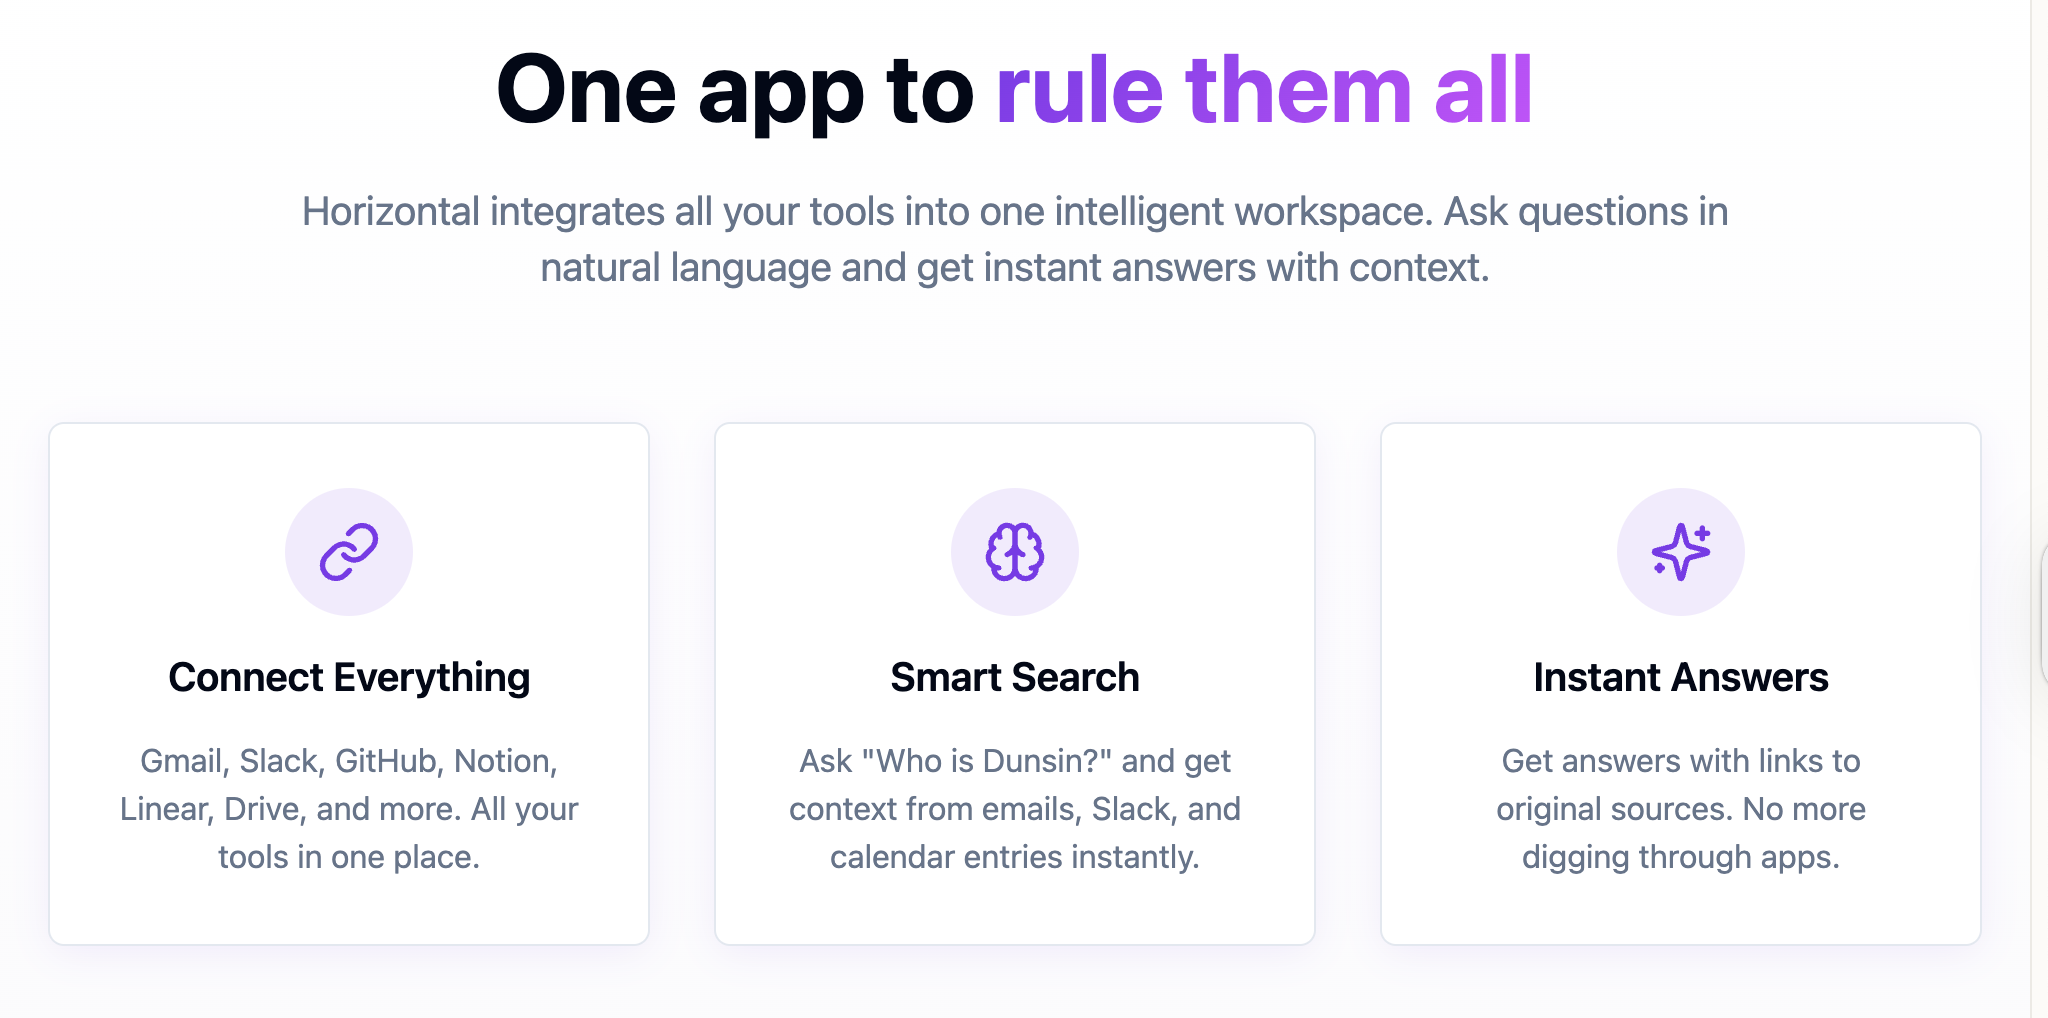 One app to rule them all
Horizontal integrates all your tools into one intelligent workspace. Ask questions in
natural language and get instant answers with context.
Connect Everything
Gmail, Slack, GitHub, Notion,
Linear, Drive, and more. All your
tools in one place.
Smart Search
Ask "Who is Dunsin?" and get
context from emails, Slack, and
calendar entries instantly.
Instant Answers
Get answers with links to
original sources. No more
digging through apps.